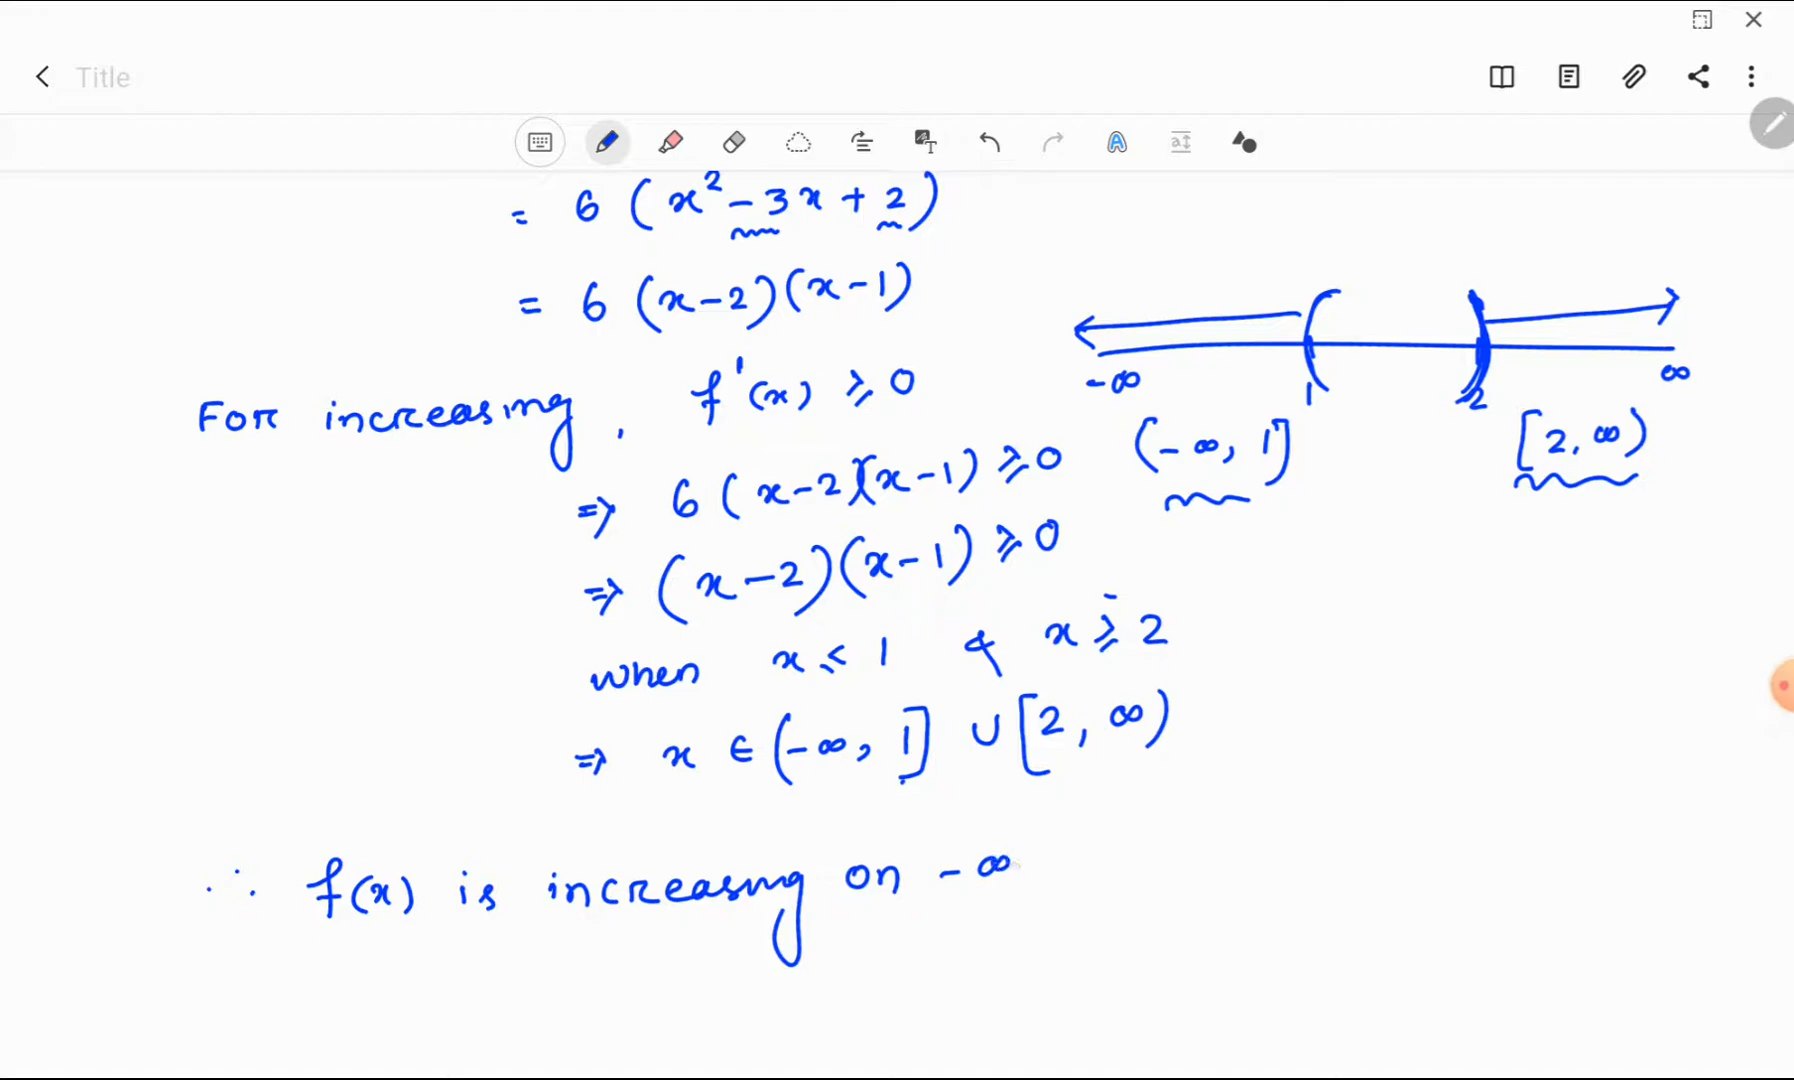 Title
= 6 (x² - 3x + 2)
= 6 (x-2)(x-1)
For increasing, f'(x) ⩾ 0
⇒ 6 (x-2)(x-1) ⩾ 0
⇒ (x-2)(x-1) ⩾ 0
when x ⩽ 1 & x ⩾ 2
⇒ x ∈ (-∞, 1] ∪ [2, ∞)
∴ f(x) is increasing on -∞
-∞ 1 2 ∞
(-∞, 1] [2, ∞)